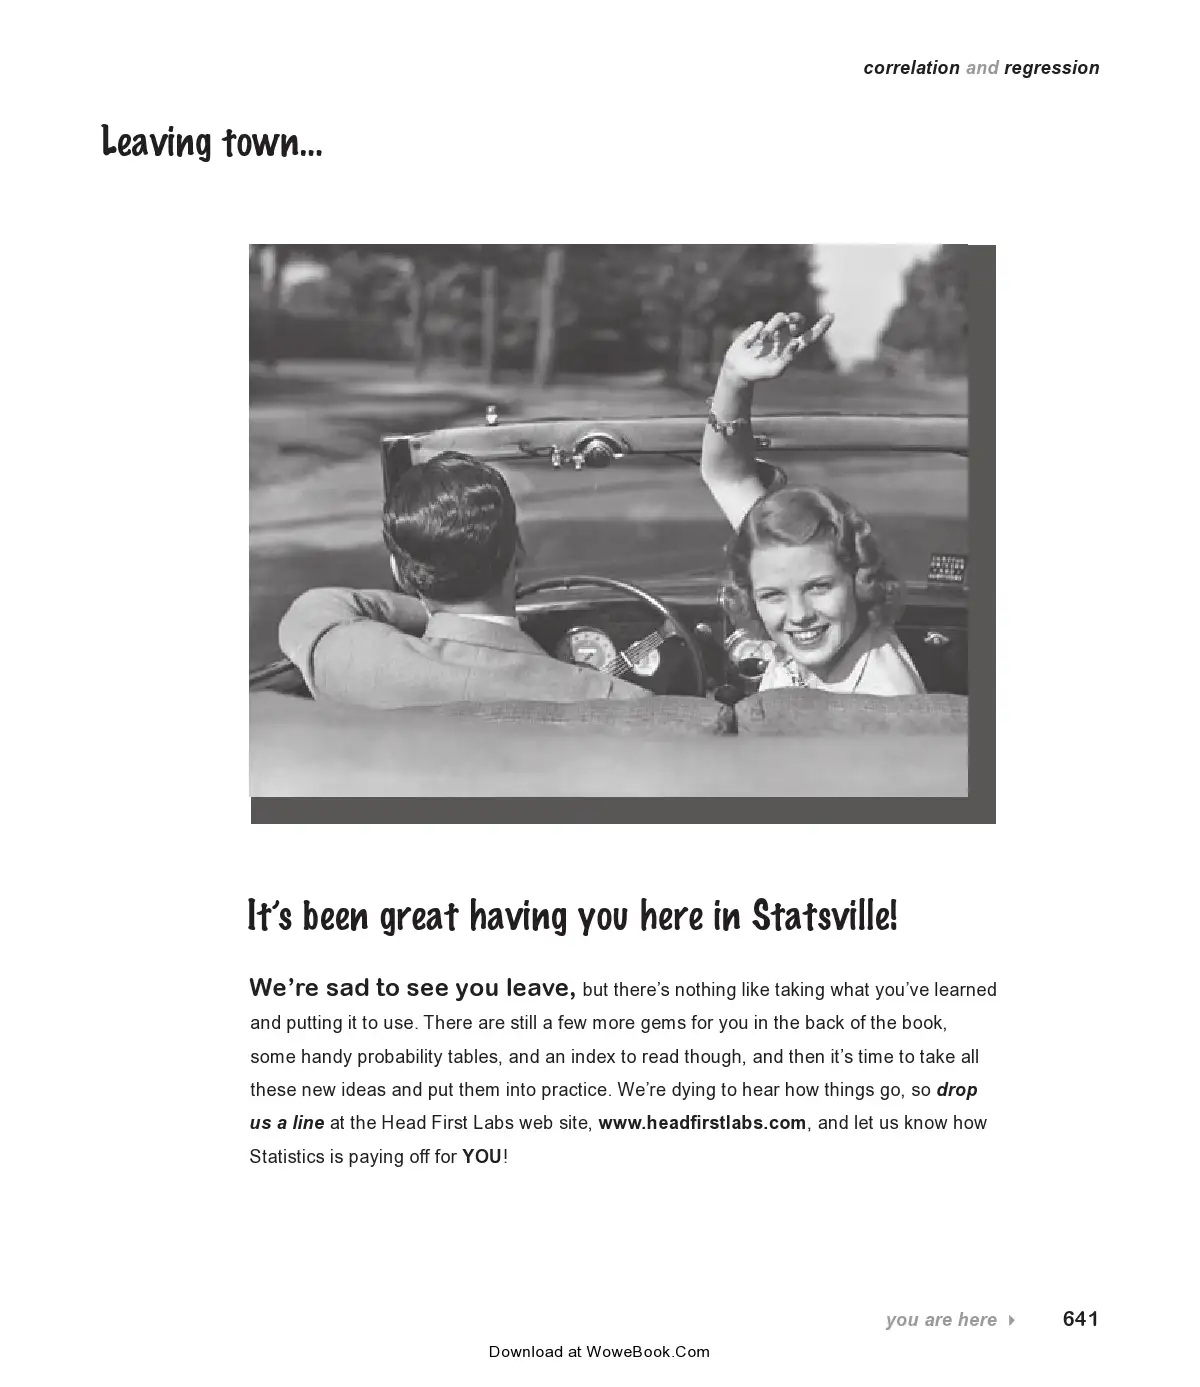 correlation and regression
Leaving town...
It’s been great having you here in Statsville!
We’re sad to see you leave, but there’s nothing like taking what you’ve learned
and putting it to use. There are still a few more gems for you in the back of the book,
some handy probability tables, and an index to read though, and then it’s time to take all
these new ideas and put them into practice. We’re dying to hear how things go, so drop
us a line at the Head First Labs web site, www.headfirstlabs.com, and let us know how
Statistics is paying off for YOU!
you are here 641
Download at WoweBook.Com